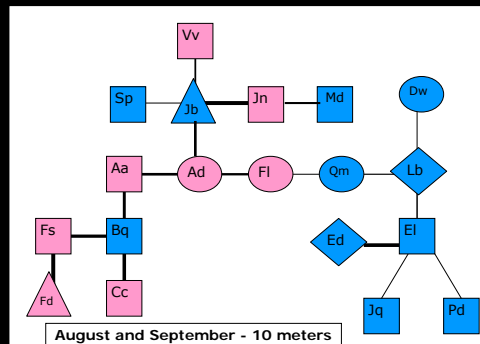 Vv
Sp
Jb
Jn
Md
Dw
Aa
Ad
Fl
Qm
Lb
Fs
Bq
Ed
El
Fd
Cc
Jq
Pd
August and September - 10 meters